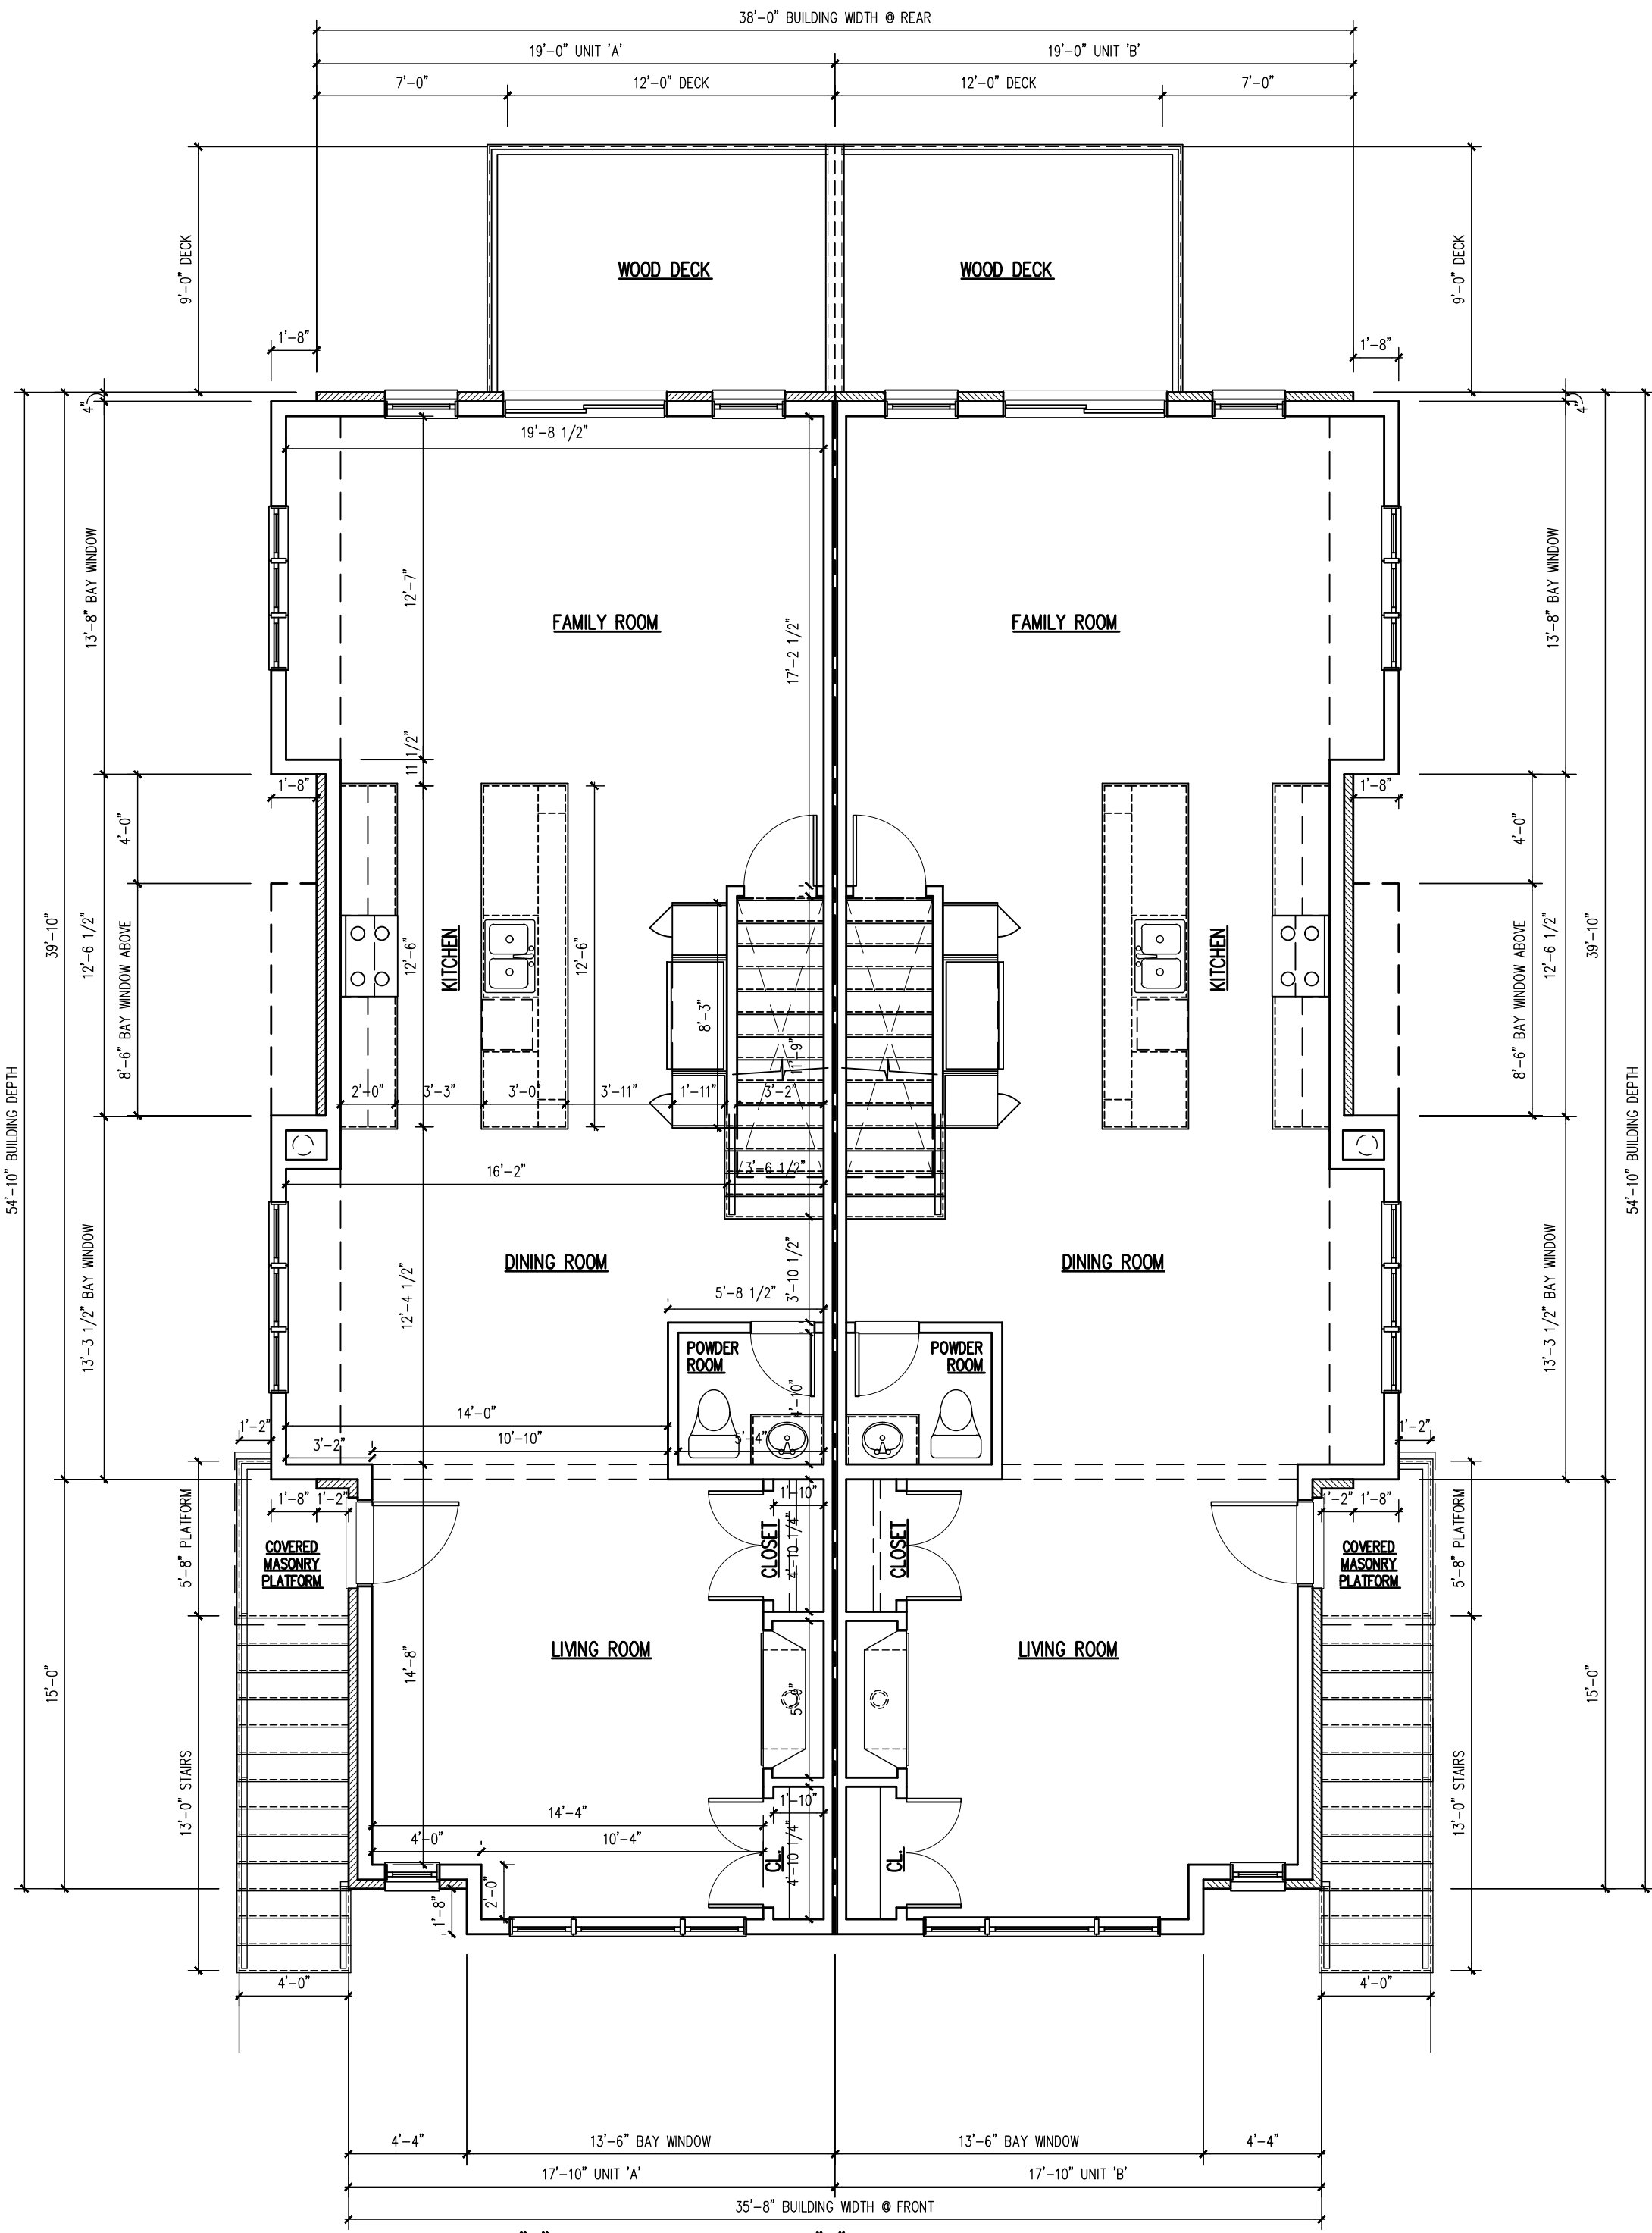 38'-0" BUILDING WIDTH @ REAR
19'-0" UNIT 'A'
19'-0" UNIT 'B'
7'-0"
12'-0" DECK
12'-0" DECK
7'-0"
9'-0" DECK
WOOD DECK
WOOD DECK
9'-0" DECK
1'-8"
1'-8"
4"
4"
19'-8 1/2"
13'-8" BAY WINDOW
12'-7"
FAMILY ROOM
17'-2 1/2"
FAMILY ROOM
13'-8" BAY WINDOW
11 1/2"
1'-8"
1'-8"
4'-0"
4'-0"
39'-10"
12'-6 1/2"
8'-6" BAY WINDOW ABOVE
12'-6"
KITCHEN
12'-6"
8'-3"
11'-9"
KITCHEN
8'-6" BAY WINDOW ABOVE
12'-6 1/2"
39'-10"
54'-10" BUILDING DEPTH
54'-10" BUILDING DEPTH
2'-0"
3'-3"
3'-0"
3'-11"
1'-11"
3'-2"
16'-2"
3'-6 1/2"
13'-3 1/2" BAY WINDOW
12'-4 1/2"
DINING ROOM
3'-10 1/2"
DINING ROOM
13'-3 1/2" BAY WINDOW
5'-8 1/2"
POWDER
ROOM
POWDER
ROOM
4'-10"
14'-0"
1'-2"
1'-2"
3'-2"
10'-10"
5'-4"
1'-8"
1'-2"
1'-10"
1'-2"
1'-8"
5'-8" PLATFORM
COVERED
MASONRY
PLATFORM
CLOSET
4'-10 1/4"
CLOSET
COVERED
MASONRY
PLATFORM
5'-8" PLATFORM
LIVING ROOM
LIVING ROOM
14'-8"
15'-0"
15'-0"
5'-9"
13'-0" STAIRS
13'-0" STAIRS
14'-4"
1'-10"
4'-0"
10'-4"
CL.
4'-10 1/4"
CL.
2'-0"
1'-8"
4'-0"
4'-0"
4'-4"
13'-6" BAY WINDOW
13'-6" BAY WINDOW
4'-4"
17'-10" UNIT 'A'
17'-10" UNIT 'B'
35'-8" BUILDING WIDTH @ FRONT